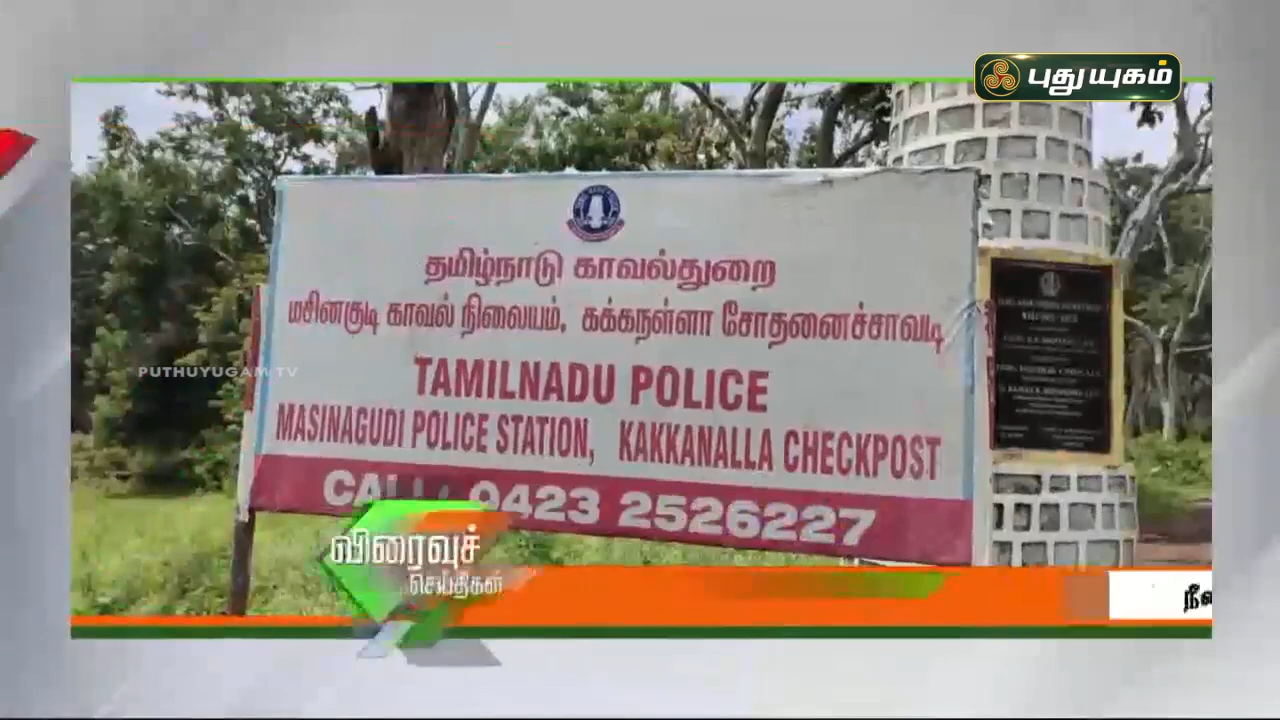 புதுயுகம்
தமிழ்நாடு காவல்துறை
மசினகுடி காவல் நிலையம், கக்கநள்ளா சோதனைச்சாவடி
PUTHUYUGAM TV
TAMILNADU POLICE
MASINAGUDI POLICE STATION, KAKKANALLA CHECKPOST
CALL: 0423 2526227
விரைவுச்
செய்திகள்